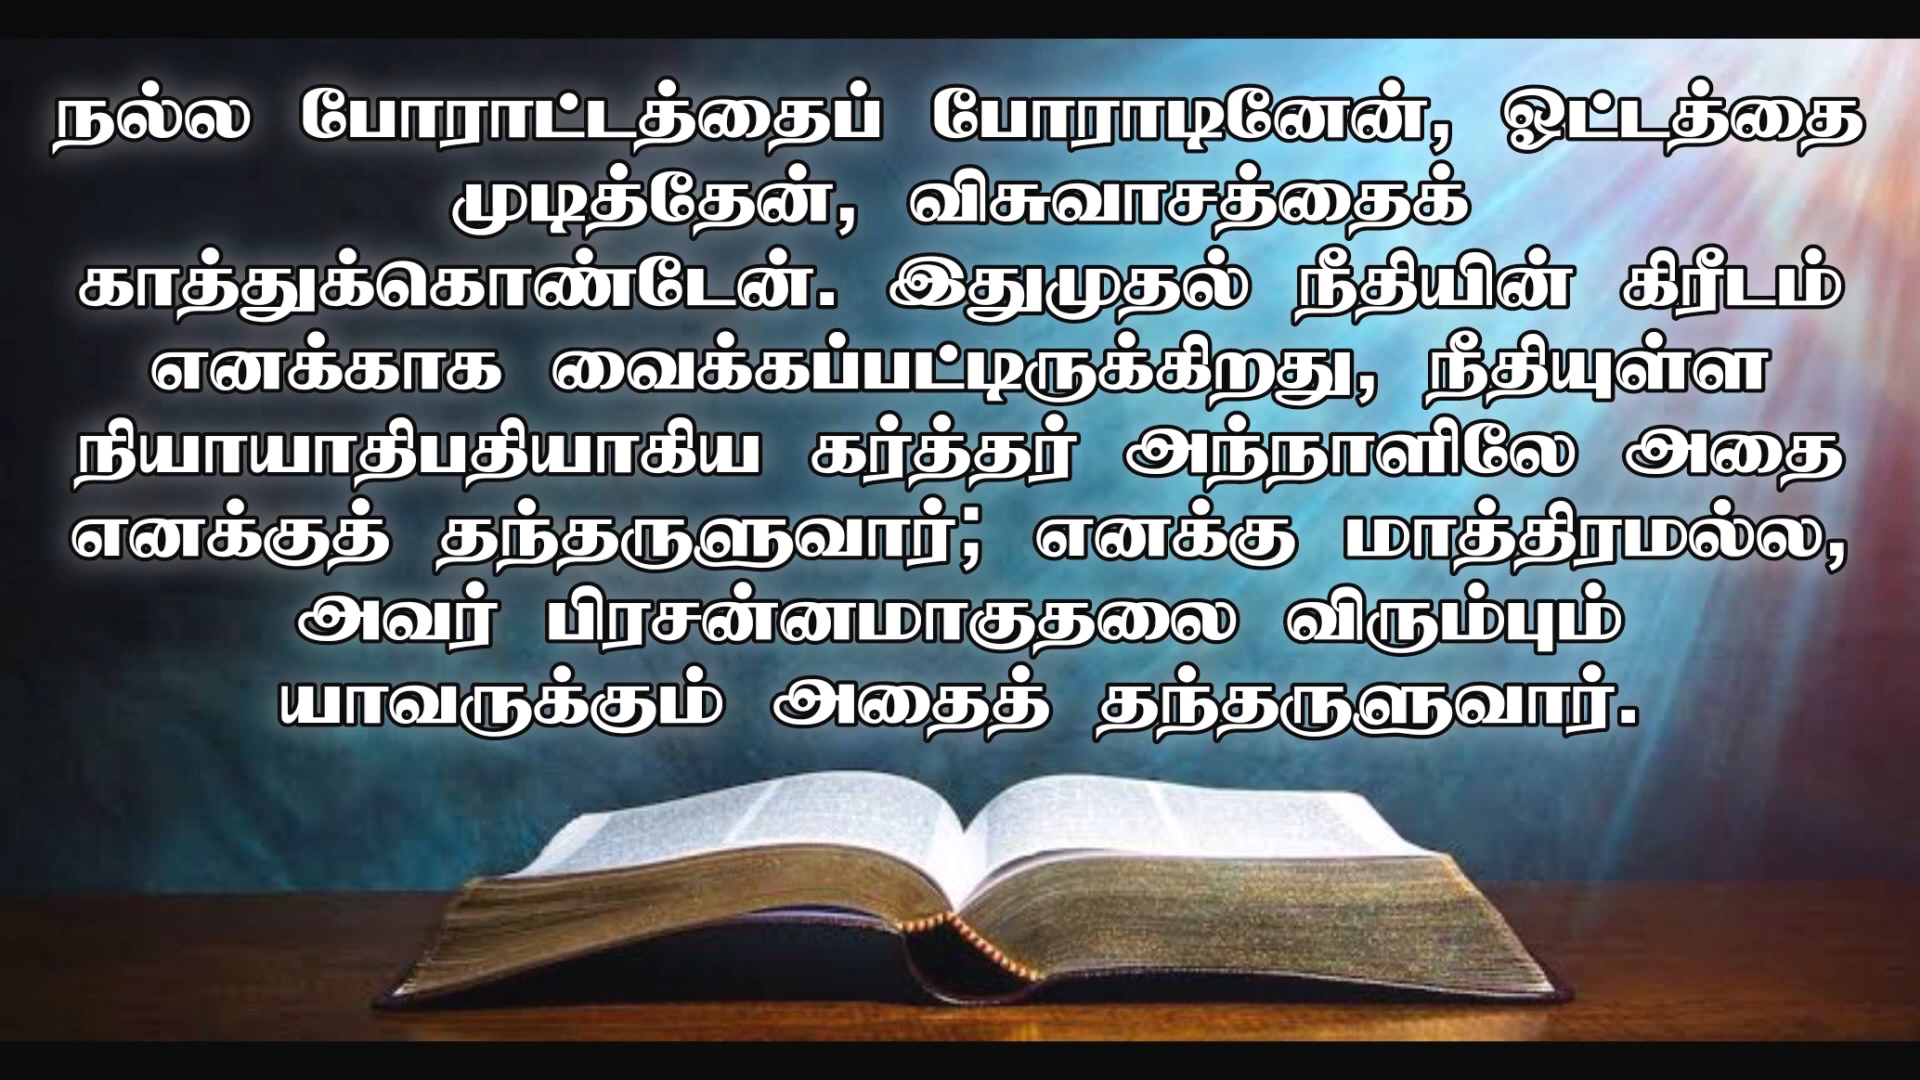 நல்ல போராட்டத்தைப் போராடினேன், ஓட்டத்தை
முடித்தேன், விசுவாசத்தைக்
காத்துக்கொண்டேன். இதுமுதல் நீதியின் கிரீடம்
எனக்காக வைக்கப்பட்டிருக்கிறது, நீதியுள்ள
நியாயாதிபதியாகிய கர்த்தர் அந்நாளிலே அதை
எனக்குத் தந்தருளுவார்; எனக்கு மாத்திரமல்ல,
அவர் பிரசன்னமாகுதலை விரும்பும்
யாவருக்கும் அதைத் தந்தருளுவார்.